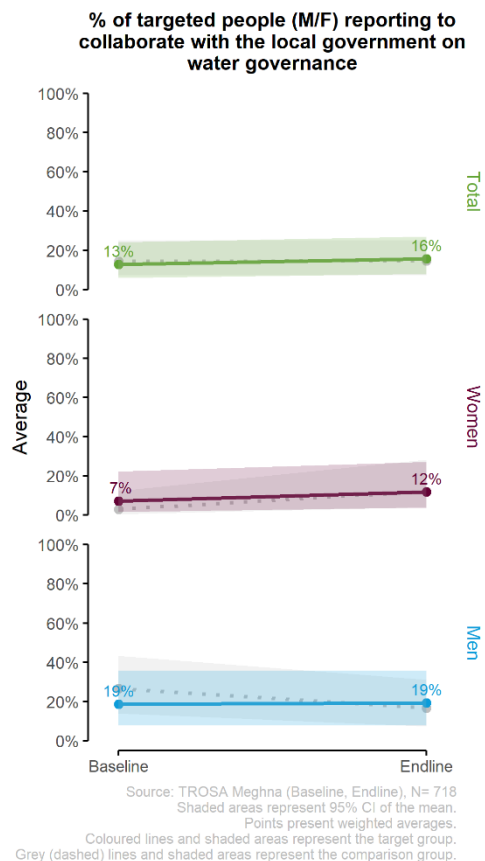 % of targeted people (M/F) reporting to
collaborate with the local government on
water governance
100%
80%
60%
40%
20%
0%
13%
16%
Total
100%
80%
60%
40%
20%
0%
7%
12%
Women
Average
100%
80%
60%
40%
20%
0%
19%
19%
Men
Baseline
Endline
Source: TROSA Meghna (Baseline, Endline), N= 718
Shaded areas represent 95% CI of the mean.
Points present weighted averages.
Coloured lines and shaded areas represent the target group.
Grey (dashed) lines and shaded areas represent the comparison group.